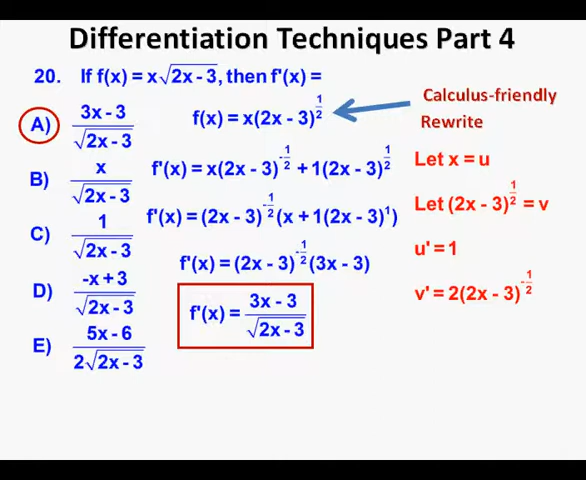 Differentiation Techniques Part 4
20. If f(x) = x√(2x - 3), then f'(x) =
A) (3x - 3)/√(2x - 3)
B) x/√(2x - 3)
C) 1/√(2x - 3)
D) (-x + 3)/√(2x - 3)
E) (5x - 6)/(2√(2x - 3))
f(x) = x(2x - 3)^(1/2)
f'(x) = x(2x - 3)^(-1/2) + 1(2x - 3)^(1/2)
f'(x) = (2x - 3)^(-1/2)(x + 1(2x - 3)^1)
f'(x) = (2x - 3)^(-1/2)(3x - 3)
f'(x) = (3x - 3)/√(2x - 3)
Calculus-friendly
Rewrite
Let x = u
Let (2x - 3)^(1/2) = v
u' = 1
v' = 2(2x - 3)^(-1/2)